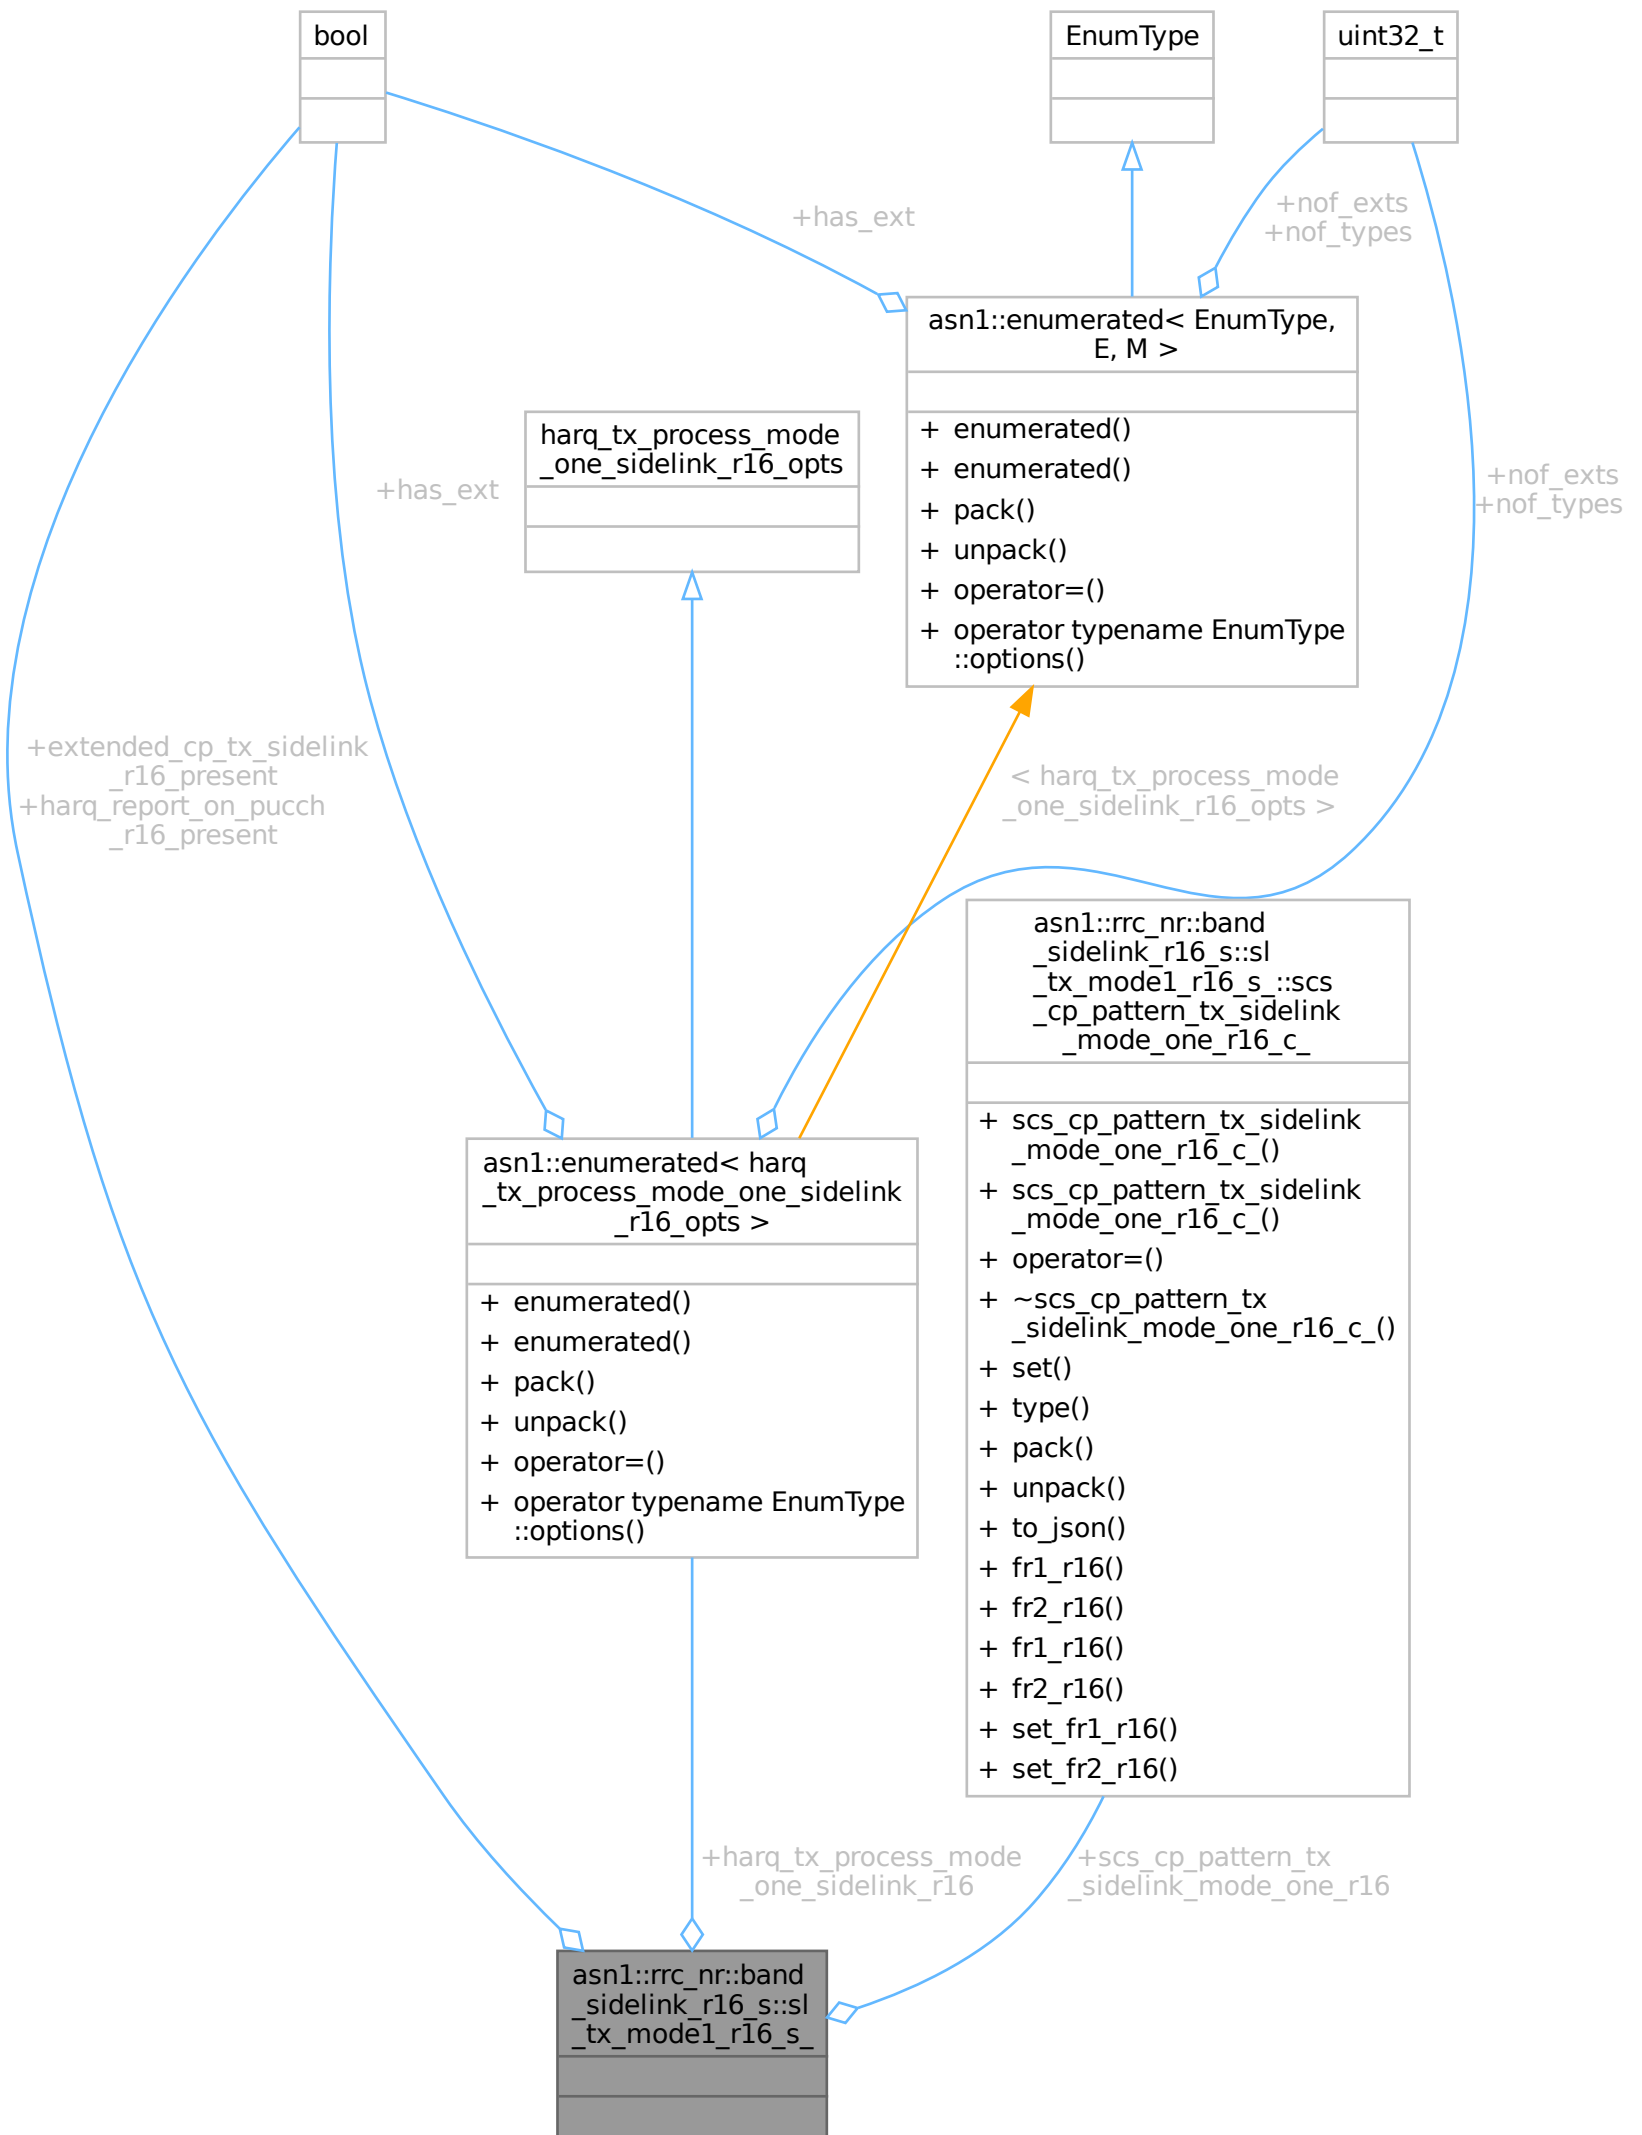 bool
EnumType
uint32_t
+has_ext
+nof_exts
+nof_types
asn1::enumerated< EnumType,
E, M >
+ enumerated()
+ enumerated()
+ pack()
+ unpack()
+ operator=()
+ operator typename EnumType
::options()
harq_tx_process_mode
_one_sidelink_r16_opts
+has_ext
+nof_exts
+nof_types
+extended_cp_tx_sidelink
_r16_present
+harq_report_on_pucch
_r16_present
< harq_tx_process_mode
_one_sidelink_r16_opts >
asn1::rrc_nr::band
_sidelink_r16_s::sl
_tx_mode1_r16_s_::scs
_cp_pattern_tx_sidelink
_mode_one_r16_c_
+ scs_cp_pattern_tx_sidelink
_mode_one_r16_c_()
+ scs_cp_pattern_tx_sidelink
_mode_one_r16_c_()
+ operator=()
+ ~scs_cp_pattern_tx
_sidelink_mode_one_r16_c_()
+ set()
+ type()
+ pack()
+ unpack()
+ to_json()
+ fr1_r16()
+ fr2_r16()
+ fr1_r16()
+ fr2_r16()
+ set_fr1_r16()
+ set_fr2_r16()
asn1::enumerated< harq
_tx_process_mode_one_sidelink
_r16_opts >
+ enumerated()
+ enumerated()
+ pack()
+ unpack()
+ operator=()
+ operator typename EnumType
::options()
+harq_tx_process_mode
_one_sidelink_r16
+scs_cp_pattern_tx
_sidelink_mode_one_r16
asn1::rrc_nr::band
_sidelink_r16_s::sl
_tx_mode1_r16_s_